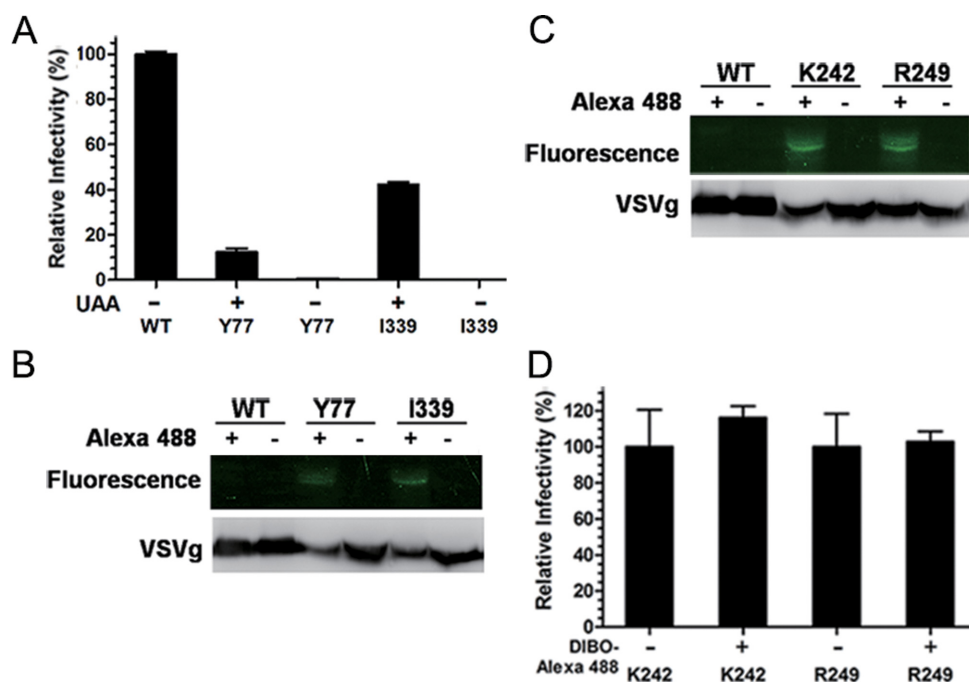 A
Relative Infectivity (%)
100
80
60
40
20
0
UAA - + - + -
WT Y77 Y77 I339 I339
B
WT Y77 I339
Alexa 488 + - + - + -
Fluorescence
VSVg
C
WT K242 R249
Alexa 488 + - + - + -
Fluorescence
VSVg
D
Relative Infectivity (%)
120
100
80
60
40
20
0
DIBO- - + - +
Alexa 488 K242 K242 R249 R249